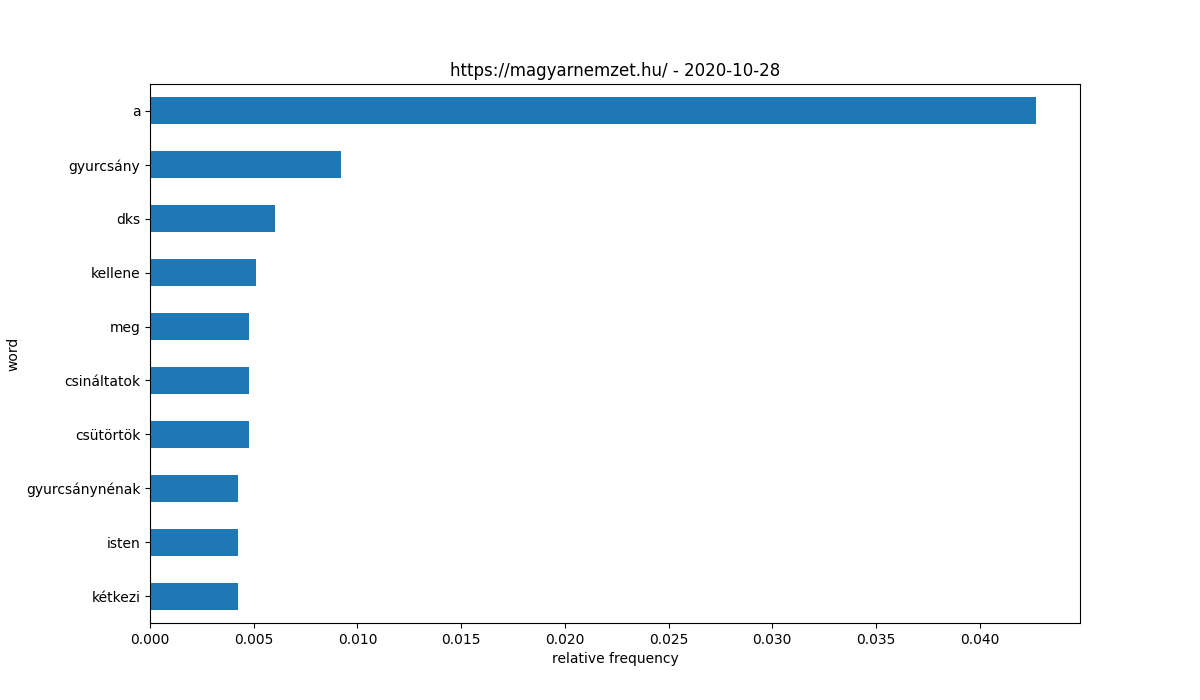 https://magyarnemzet.hu/ - 2020-10-28
word
a
gyurcsány
dks
kellene
meg
csináltatok
csütörtök
gyurcsánynénak
isten
kétkezi
0.000 0.005 0.010 0.015 0.020 0.025 0.030 0.035 0.040
relative frequency